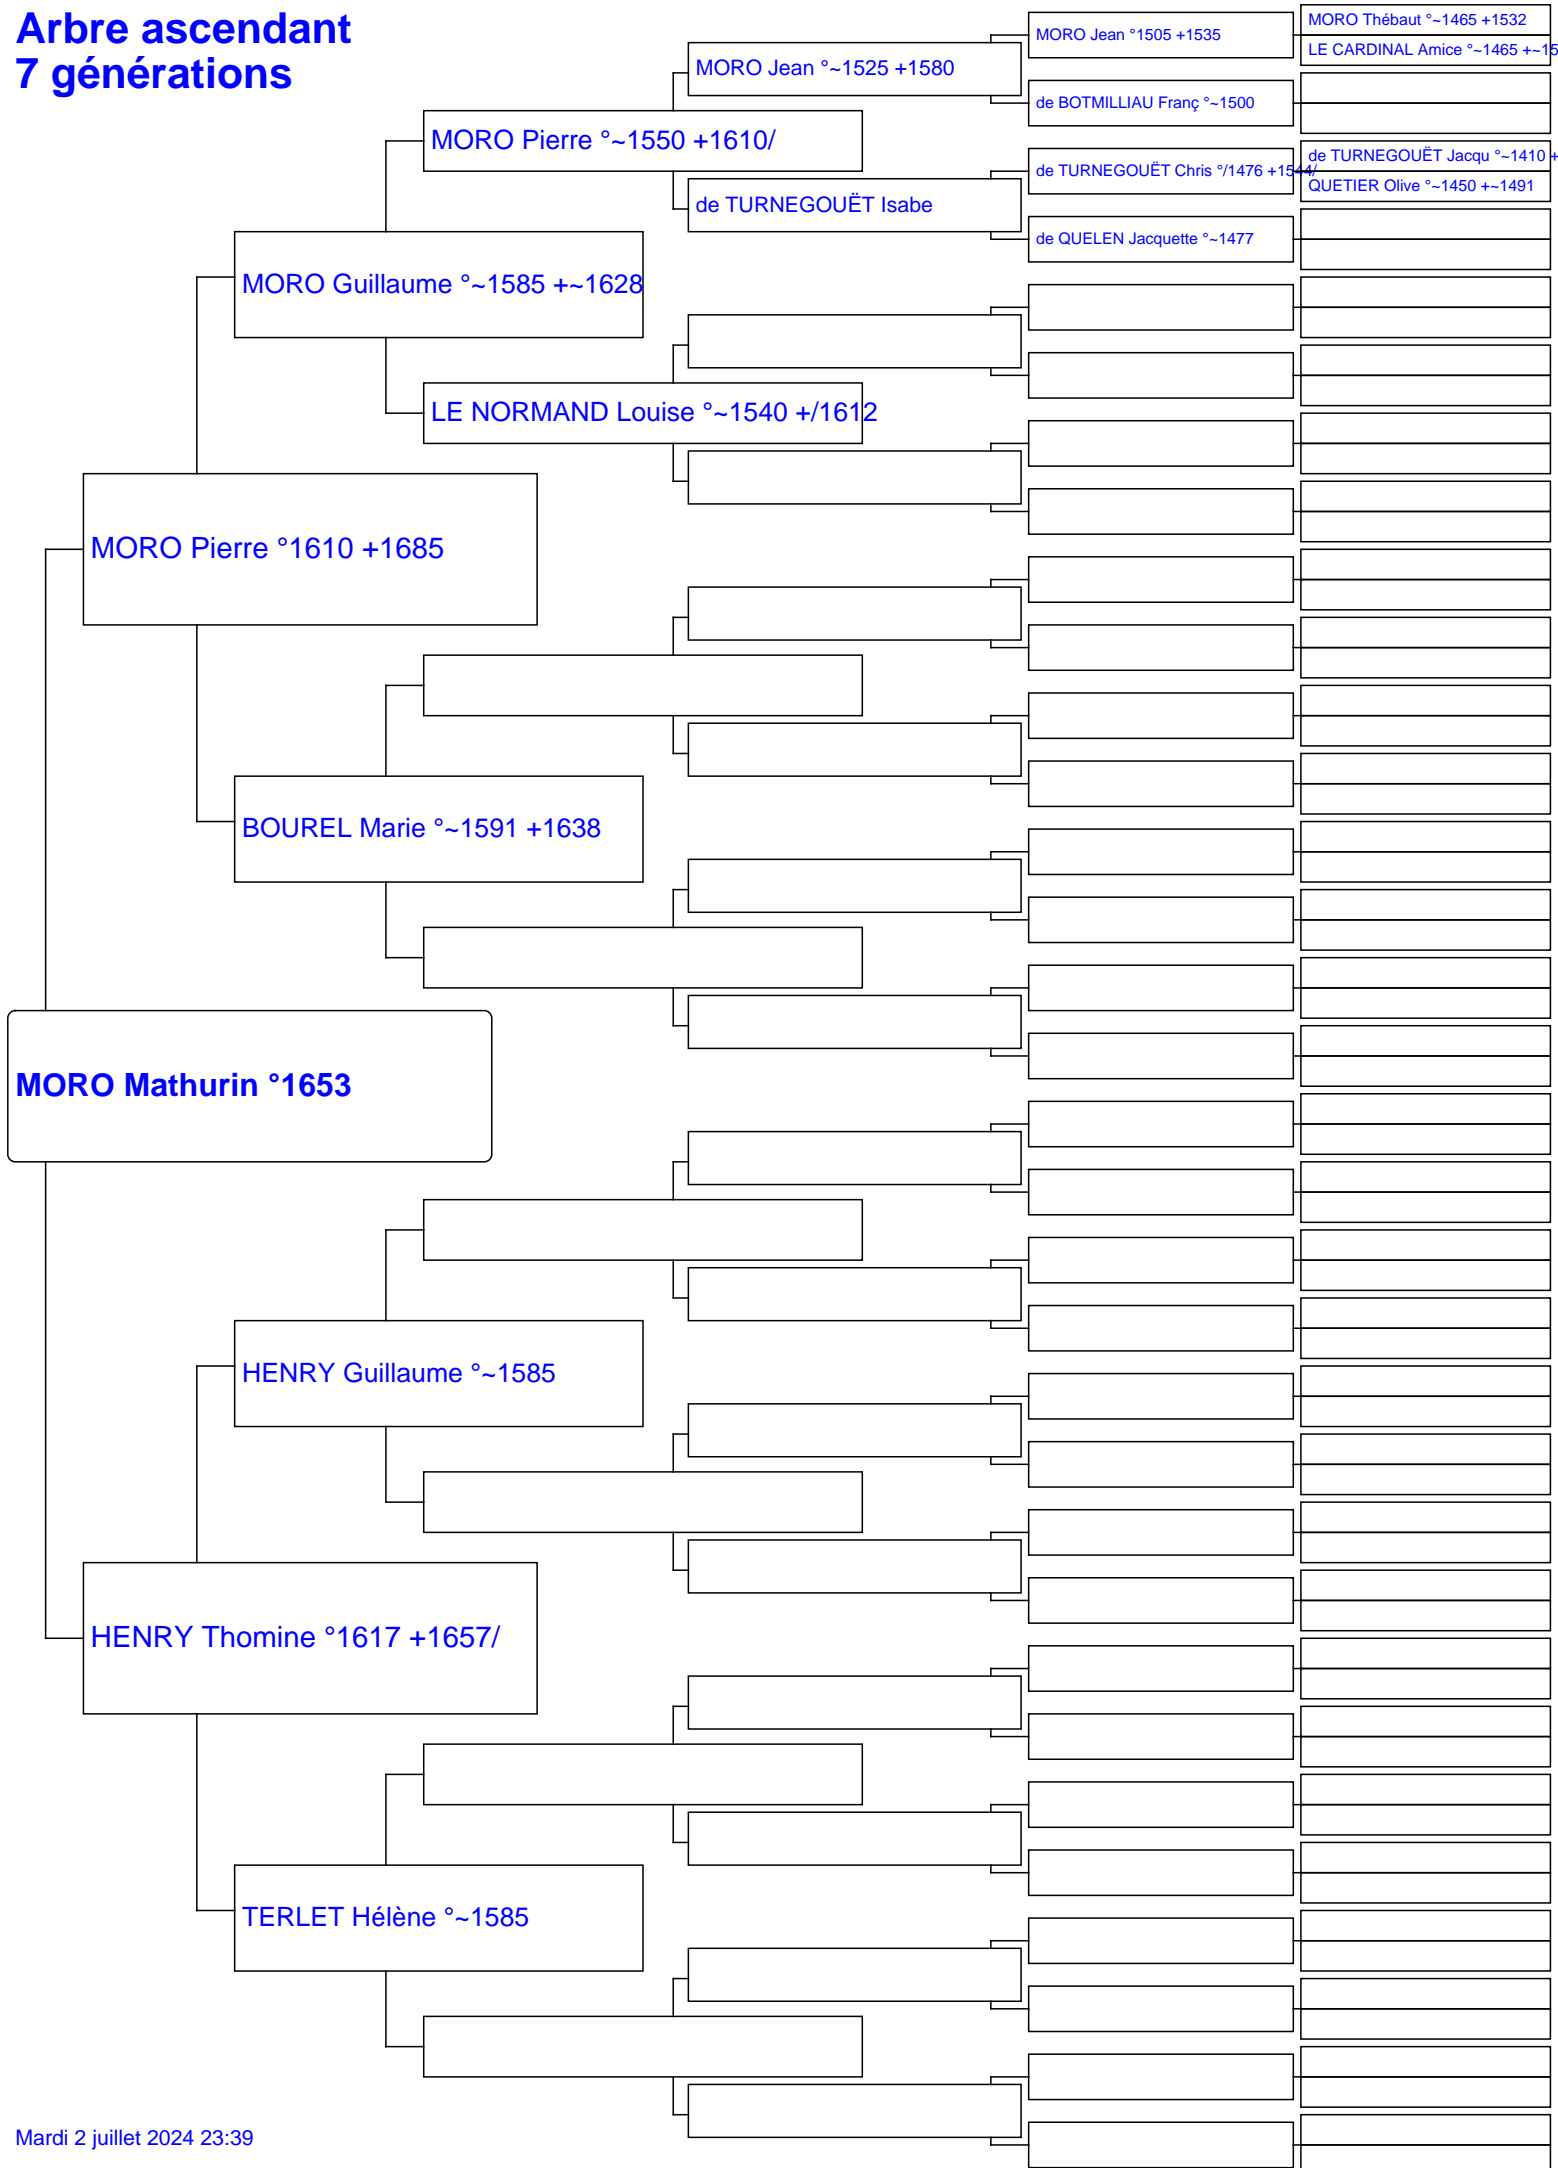 Arbre ascendant
7 générations
MORO Thébaut °~1465 +1532
MORO Jean °1505 +1535
LE CARDINAL Amice °~1465 +~15
MORO Jean °~1525 +1580
de BOTMILLIAU Franç °~1500
MORO Pierre °~1550 +1610/
de TURNEGOUËT Jacqu °~1410 +
de TURNEGOUËT Chris °/1476 +1544/
QUETIER Olive °~1450 +~1491
de TURNEGOUËT Isabe
de QUELEN Jacquette °~1477
MORO Guillaume °~1585 +~1628
LE NORMAND Louise °~1540 +/1612
MORO Pierre °1610 +1685
BOUREL Marie °~1591 +1638
MORO Mathurin °1653
HENRY Guillaume °~1585
HENRY Thomine °1617 +1657/
TERLET Hélène °~1585
Mardi 2 juillet 2024 23:39